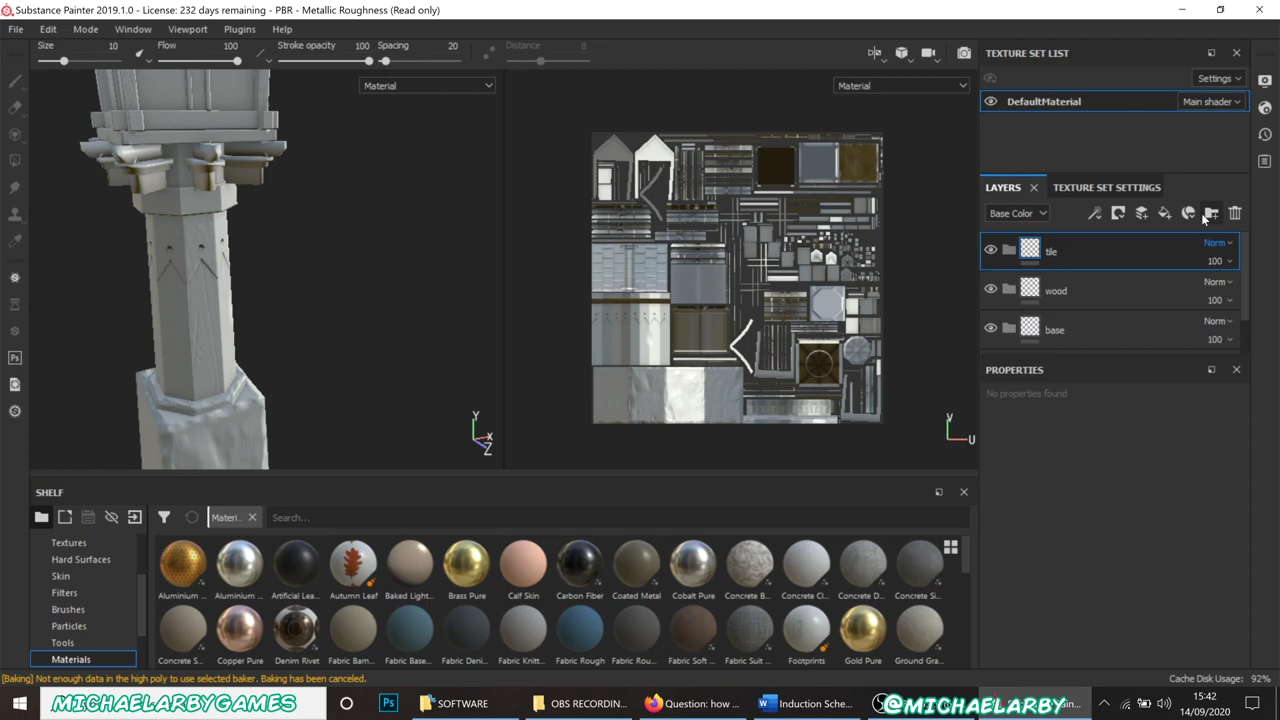 Substance Painter 2019.1.0 - License: 232 days remaining - PBR - Metallic Roughness (Read only)
File Edit Mode Window Viewport Plugins Help
Size 10 Flow 100 Stroke opacity 100 Spacing 20 Distance 8
Material
Material
TEXTURE SET LIST
Settings
DefaultMaterial Main shader
LAYERS TEXTURE SET SETTINGS
Base Color
tile Norm 100
wood Norm 100
base Norm 100
PROPERTIES
No properties found
Y
X
Z
V
U
SHELF
Materi... Search...
Textures
Hard Surfaces
Skin
Filters
Brushes
Particles
Tools
Materials
Aluminium ... Aluminium ... Artificial Lea... Autumn Leaf Baked Light... Brass Pure Calf Skin Carbon Fiber Coated Metal Cobalt Pure Concrete B... Concrete Cl... Concrete D... Concrete Si...
Concrete S... Copper Pure Denim Rivet Fabric Bam... Fabric Base... Fabric Deni... Fabric Knitt... Fabric Rough Fabric Rou... Fabric Soft ... Fabric Suit ... Footprints Gold Pure Ground Gra...
[Baking] Not enough data in the high poly to use selected baker. Baking has been canceled.
Cache Disk Usage: 92%
MICHAELARBYGAMES
Ps
Ps
SOFTWARE
OBS RECORDIN...
Question: how ...
Induction Sche...
@MICHAELARBY
15:42
14/09/2020